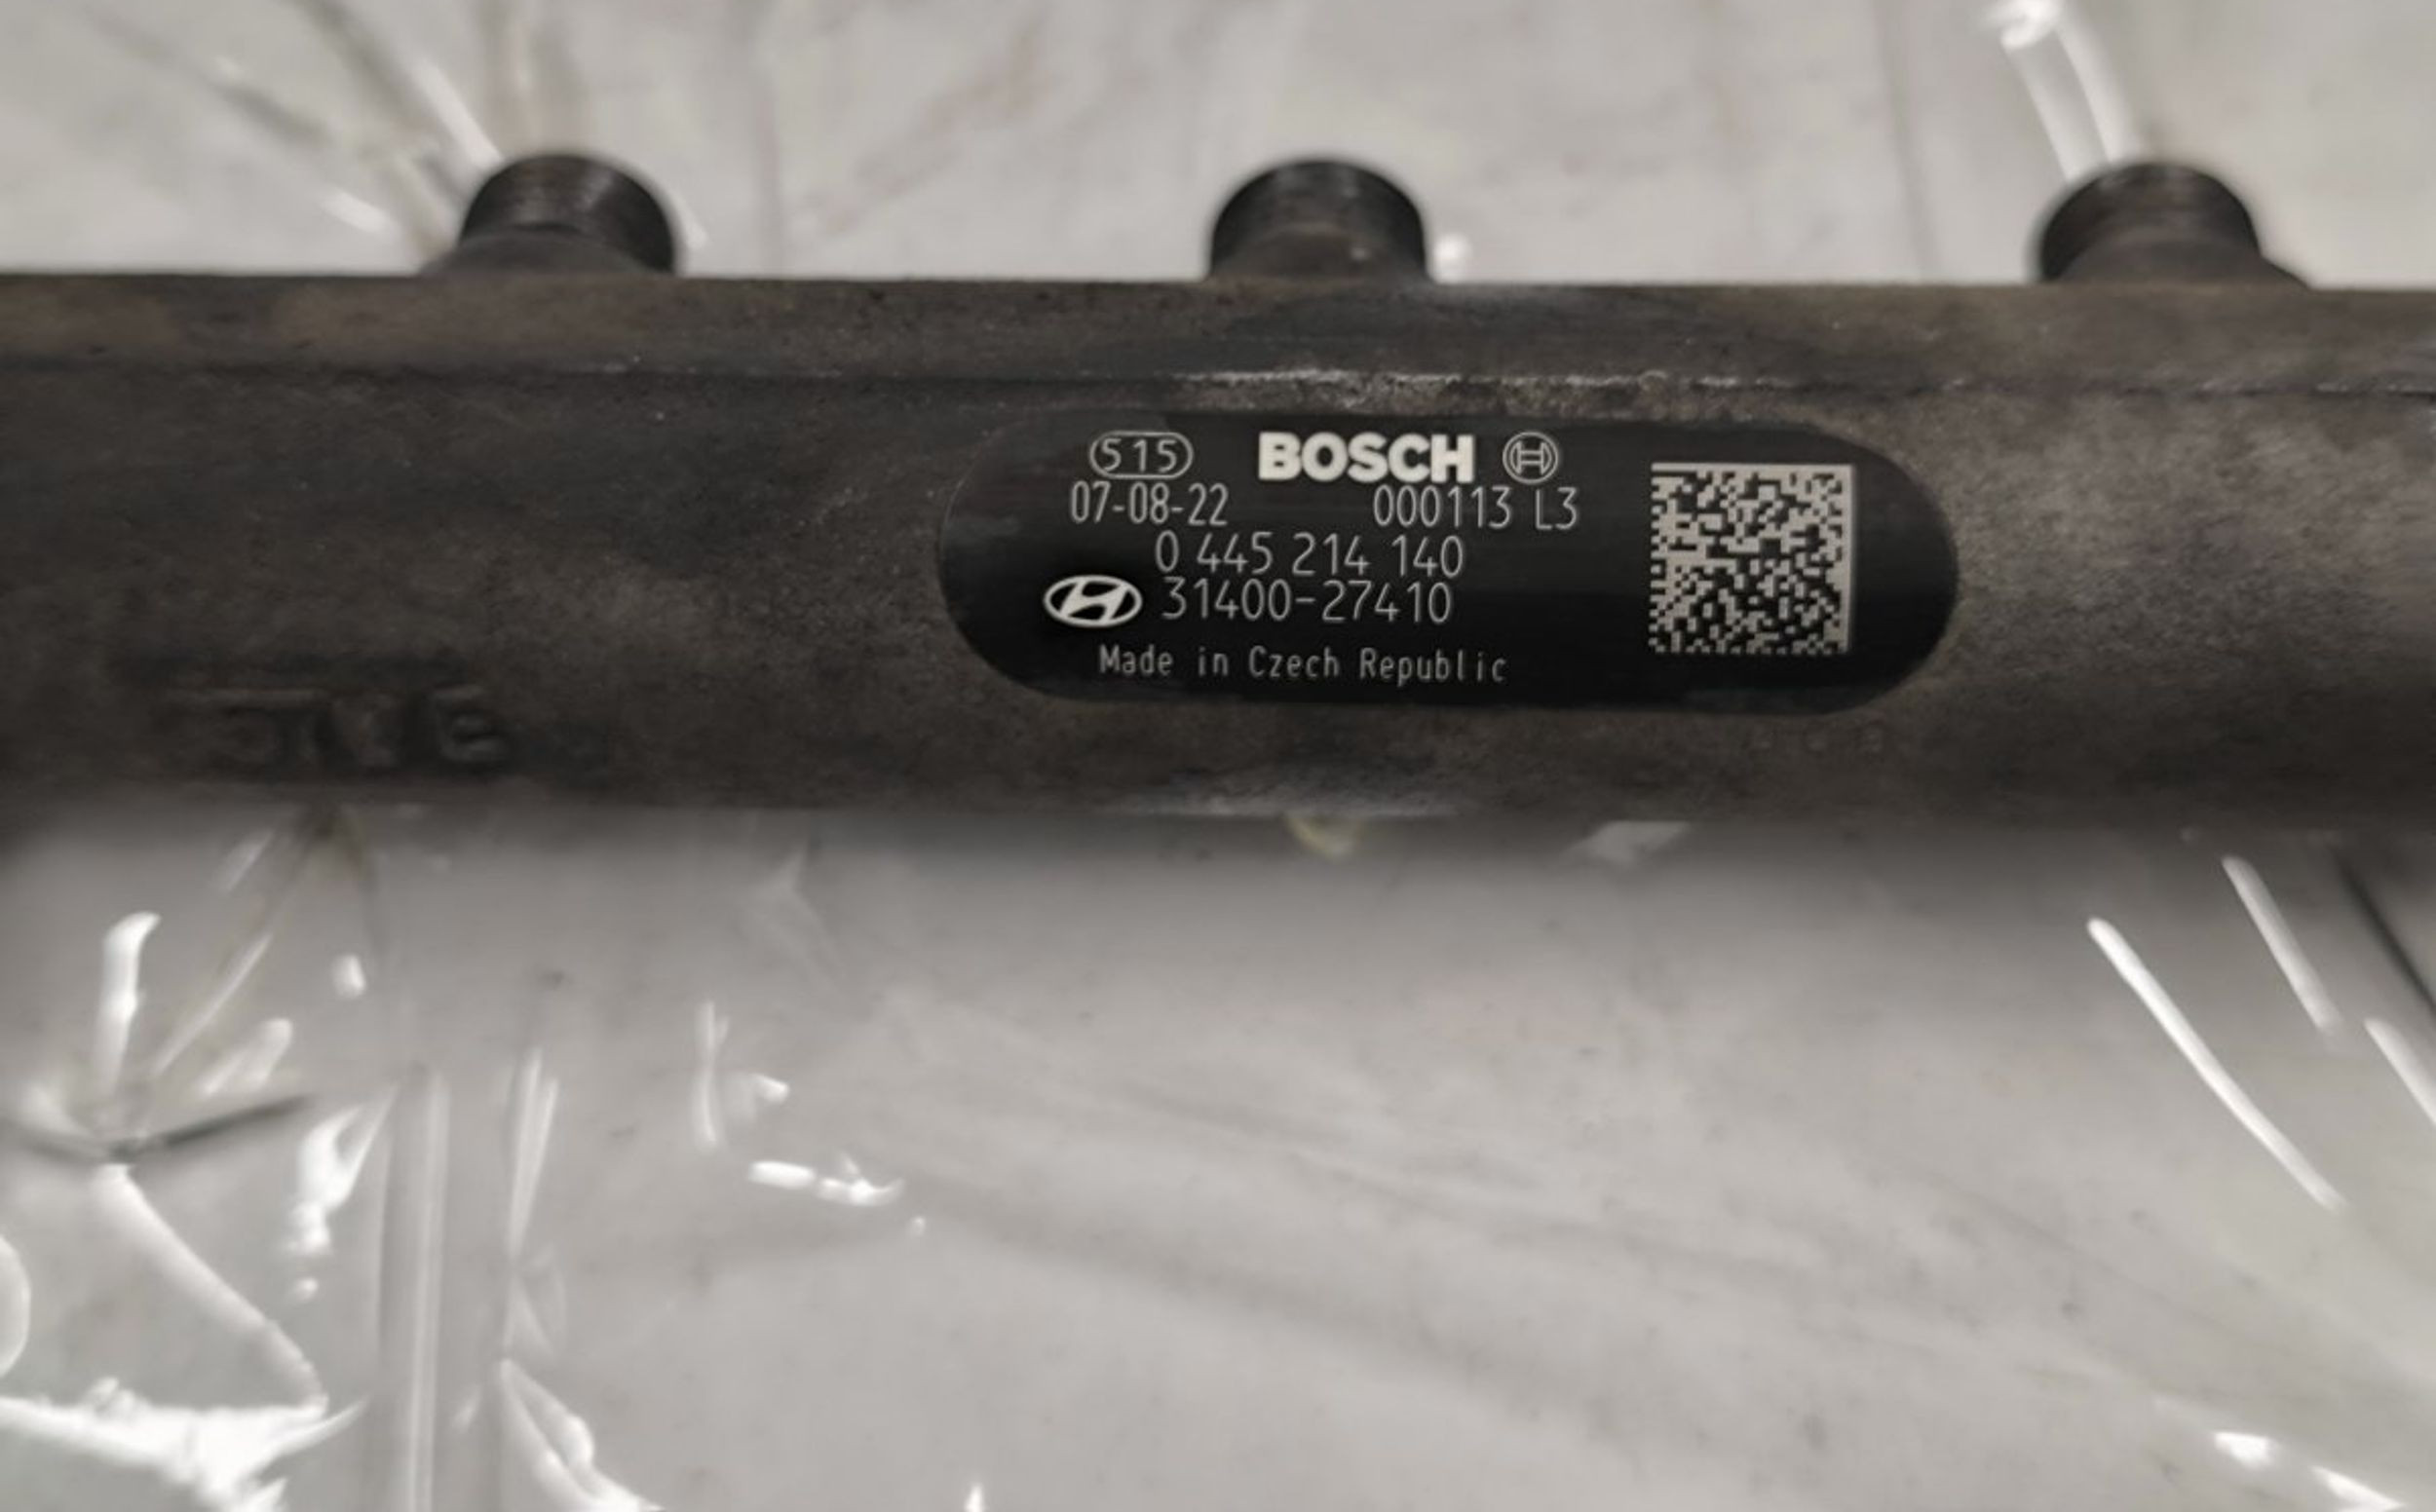 515 BOSCH
07-08-22 000113 L3
0 445 214 140
31400-27410
Made in Czech Republic